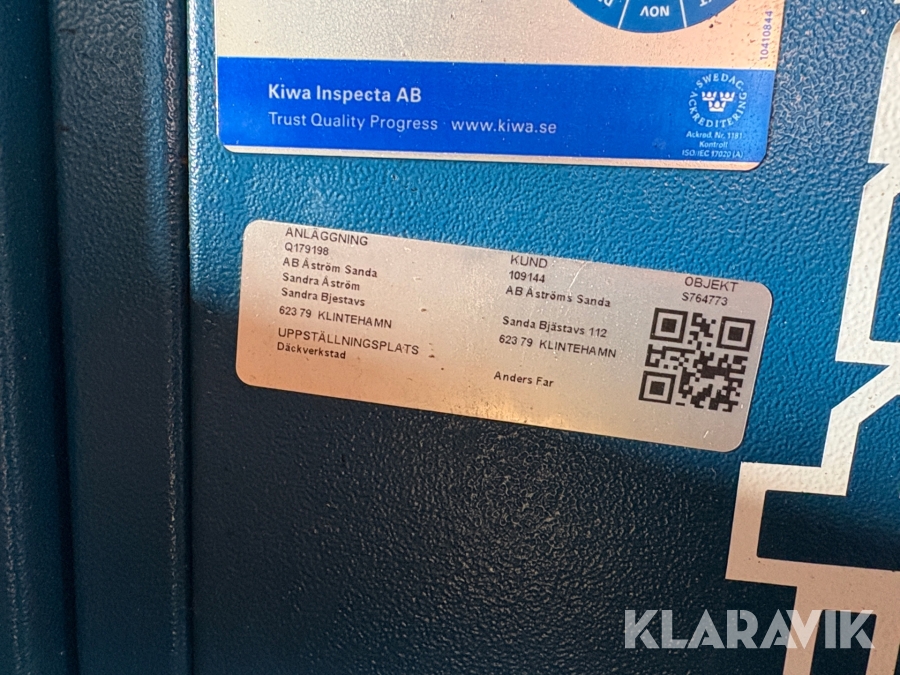 NOV
10410844
Kiwa Inspecta AB
Trust Quality Progress www.kiwa.se
SWEDAC
ACKREDITERING
Ackred. Nr. 1181
Kontroll
ISO/IEC 17020 (A)
ANLÄGGNING
Q179198
AB Åström Sanda
Sandra Åström
Sandra Bjestavs
623 79 KLINTEHAMN
UPPSTÄLLNINGSPLATS
Däckverkstad
KUND
109144
AB Åströms Sanda
Sanda Bjästavs 112
623 79 KLINTEHAMN
Anders Far
OBJEKT
S764773
KLARAVIK